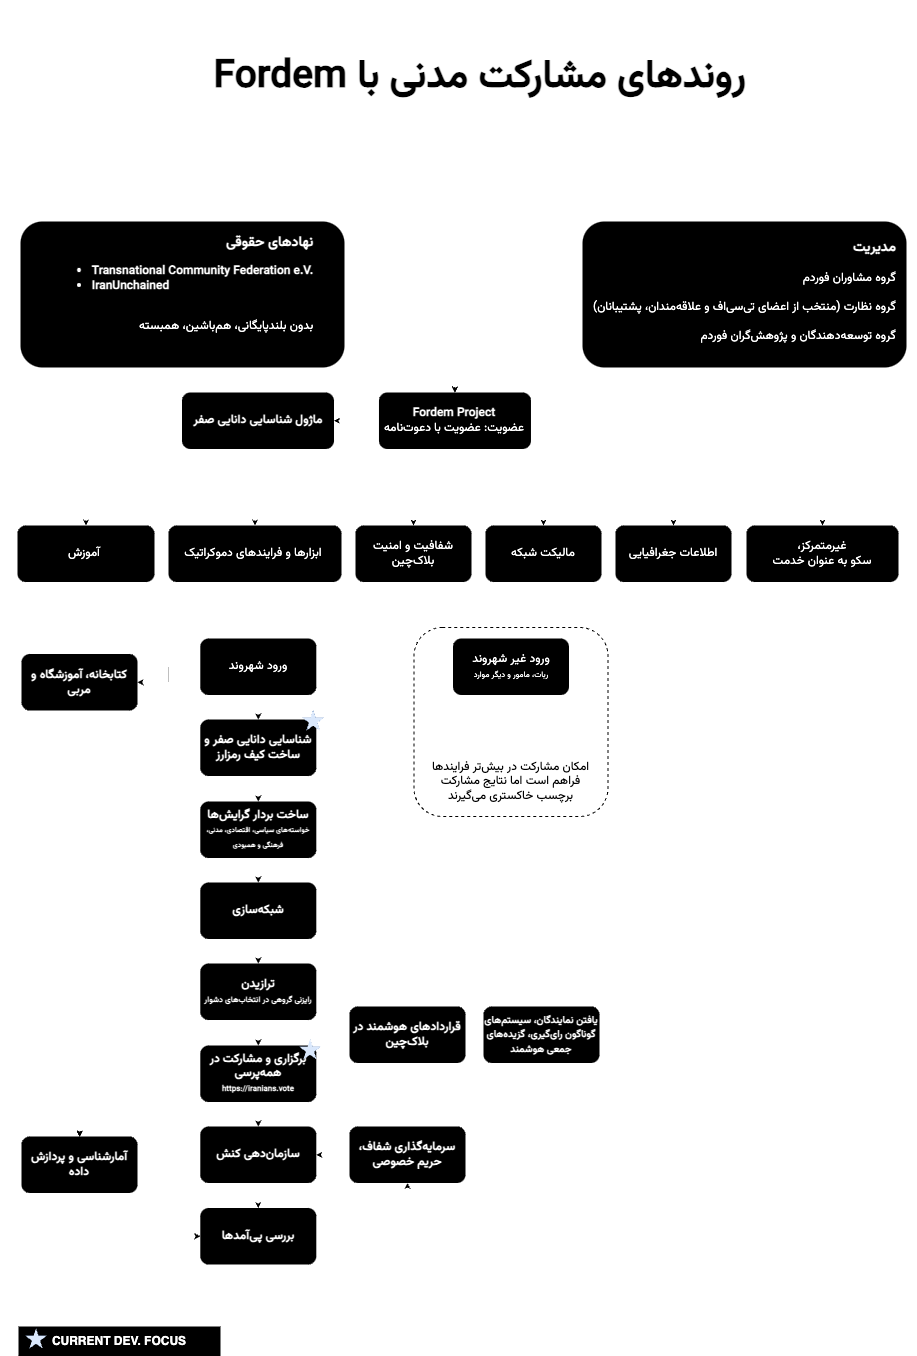 روندهای مشارکت مدنی با Fordem
مدیریت
گروه مشاوران فوردم
گروه نظارت (منتخب از اعضای تی‌سی‌اف و علاقه‌مندان، پشتیبانان)
گروه توسعه‌دهندگان و پژوهش‌گران فوردم
نهادهای حقوقی
Transnational Community Federation e.V.
IranUnchained
بدون بلندپایگانی، هم‌باشین، همبسته
Fordem Project
عضویت: عضویت با دعوت‌نامه
ماژول شناسایی دانایی صفر
غیرمتمرکز،
سکو به عنوان خدمت
اطلاعات جغرافیایی
مالیکت شبکه
شفافیت و امنیت
بلاک‌چین
ابزارها و فرایندهای دموکراتیک
آموزش
ورود غیر شهروند
ربات، مامور و دیگر موارد
امکان مشارکت در بیش‌تر فرایندها
فراهم است اما نتایج مشارکت
برچسب خاکستری می‌گیرند
ورود شهروند
کتابخانه، آموزشگاه و
مربی
شناسایی دانایی صفر و
ساخت کیف رمزارز
ساخت بردار گرایش‌ها
خواسته‌های سیاسی، اقتصادی، مدنی،
فرهنگی و همبودی
شبکه‌سازی
ترازیدن
رایزنی گروهی در انتخاب‌های دشوار
یافتن نمایندگان، سیستم‌های
گوناگون رای‌گیری، گزیده‌های
جمعی هوشمند
قراردادهای هوشمند در
بلاک‌چین
برگزاری و مشارکت در
همه‌پرسی
https://iranians.vote
سرمایه‌گذاری شفاف،
حریم خصوصی
سازمان‌دهی کنش
آمارشناسی و پردازش
داده
بررسی پی‌آمدها
CURRENT DEV. FOCUS